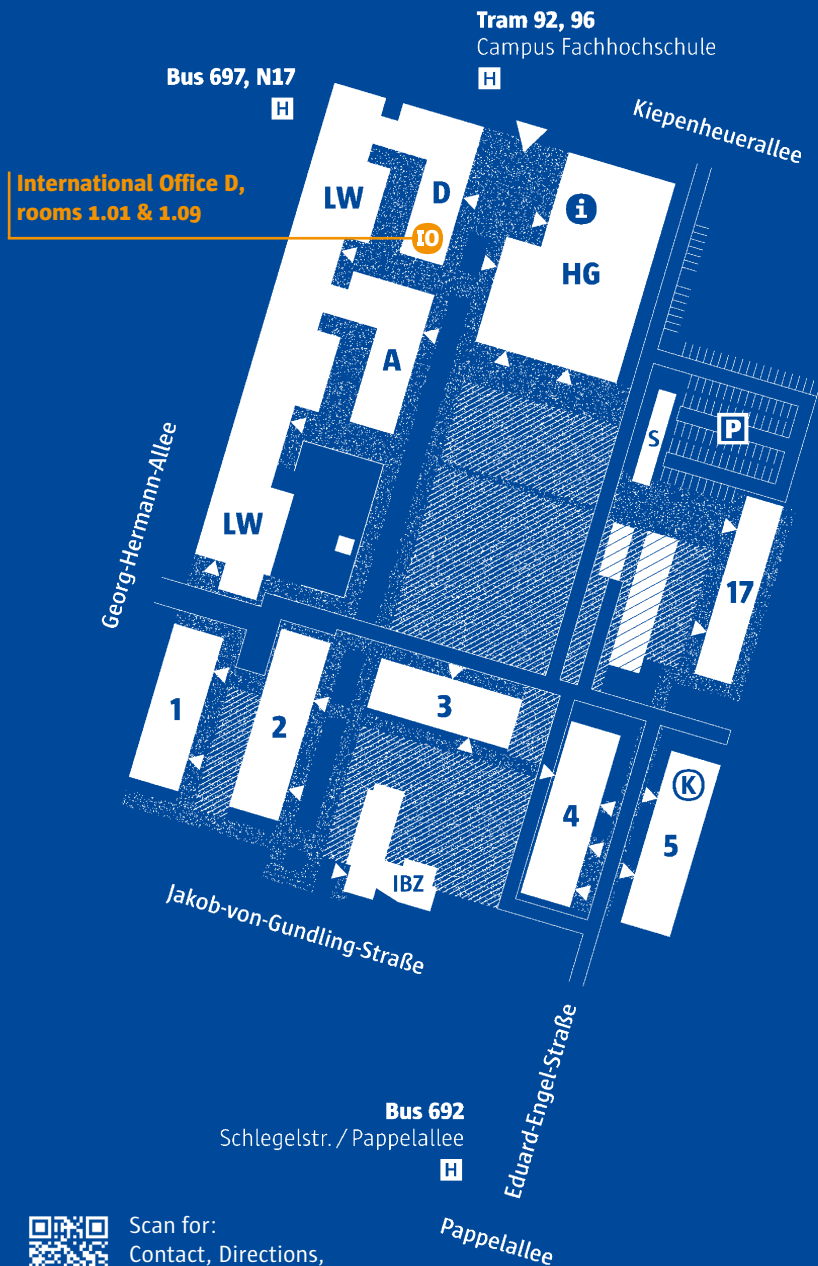 Tram 92, 96
Campus Fachhochschule
H
Bus 697, N17
H
Kiepenheuerallee
International Office D,
rooms 1.01 & 1.09
LW
D
i
IO
HG
A
S
P
Georg-Hermann-Allee
LW
17
1
2
3
4
K
5
IBZ
Jakob-von-Gundling-Straße
Eduard-Engel-Straße
Bus 692
Schlegelstr. / Pappelallee
H
Pappelallee
Scan for:
Contact, Directions,